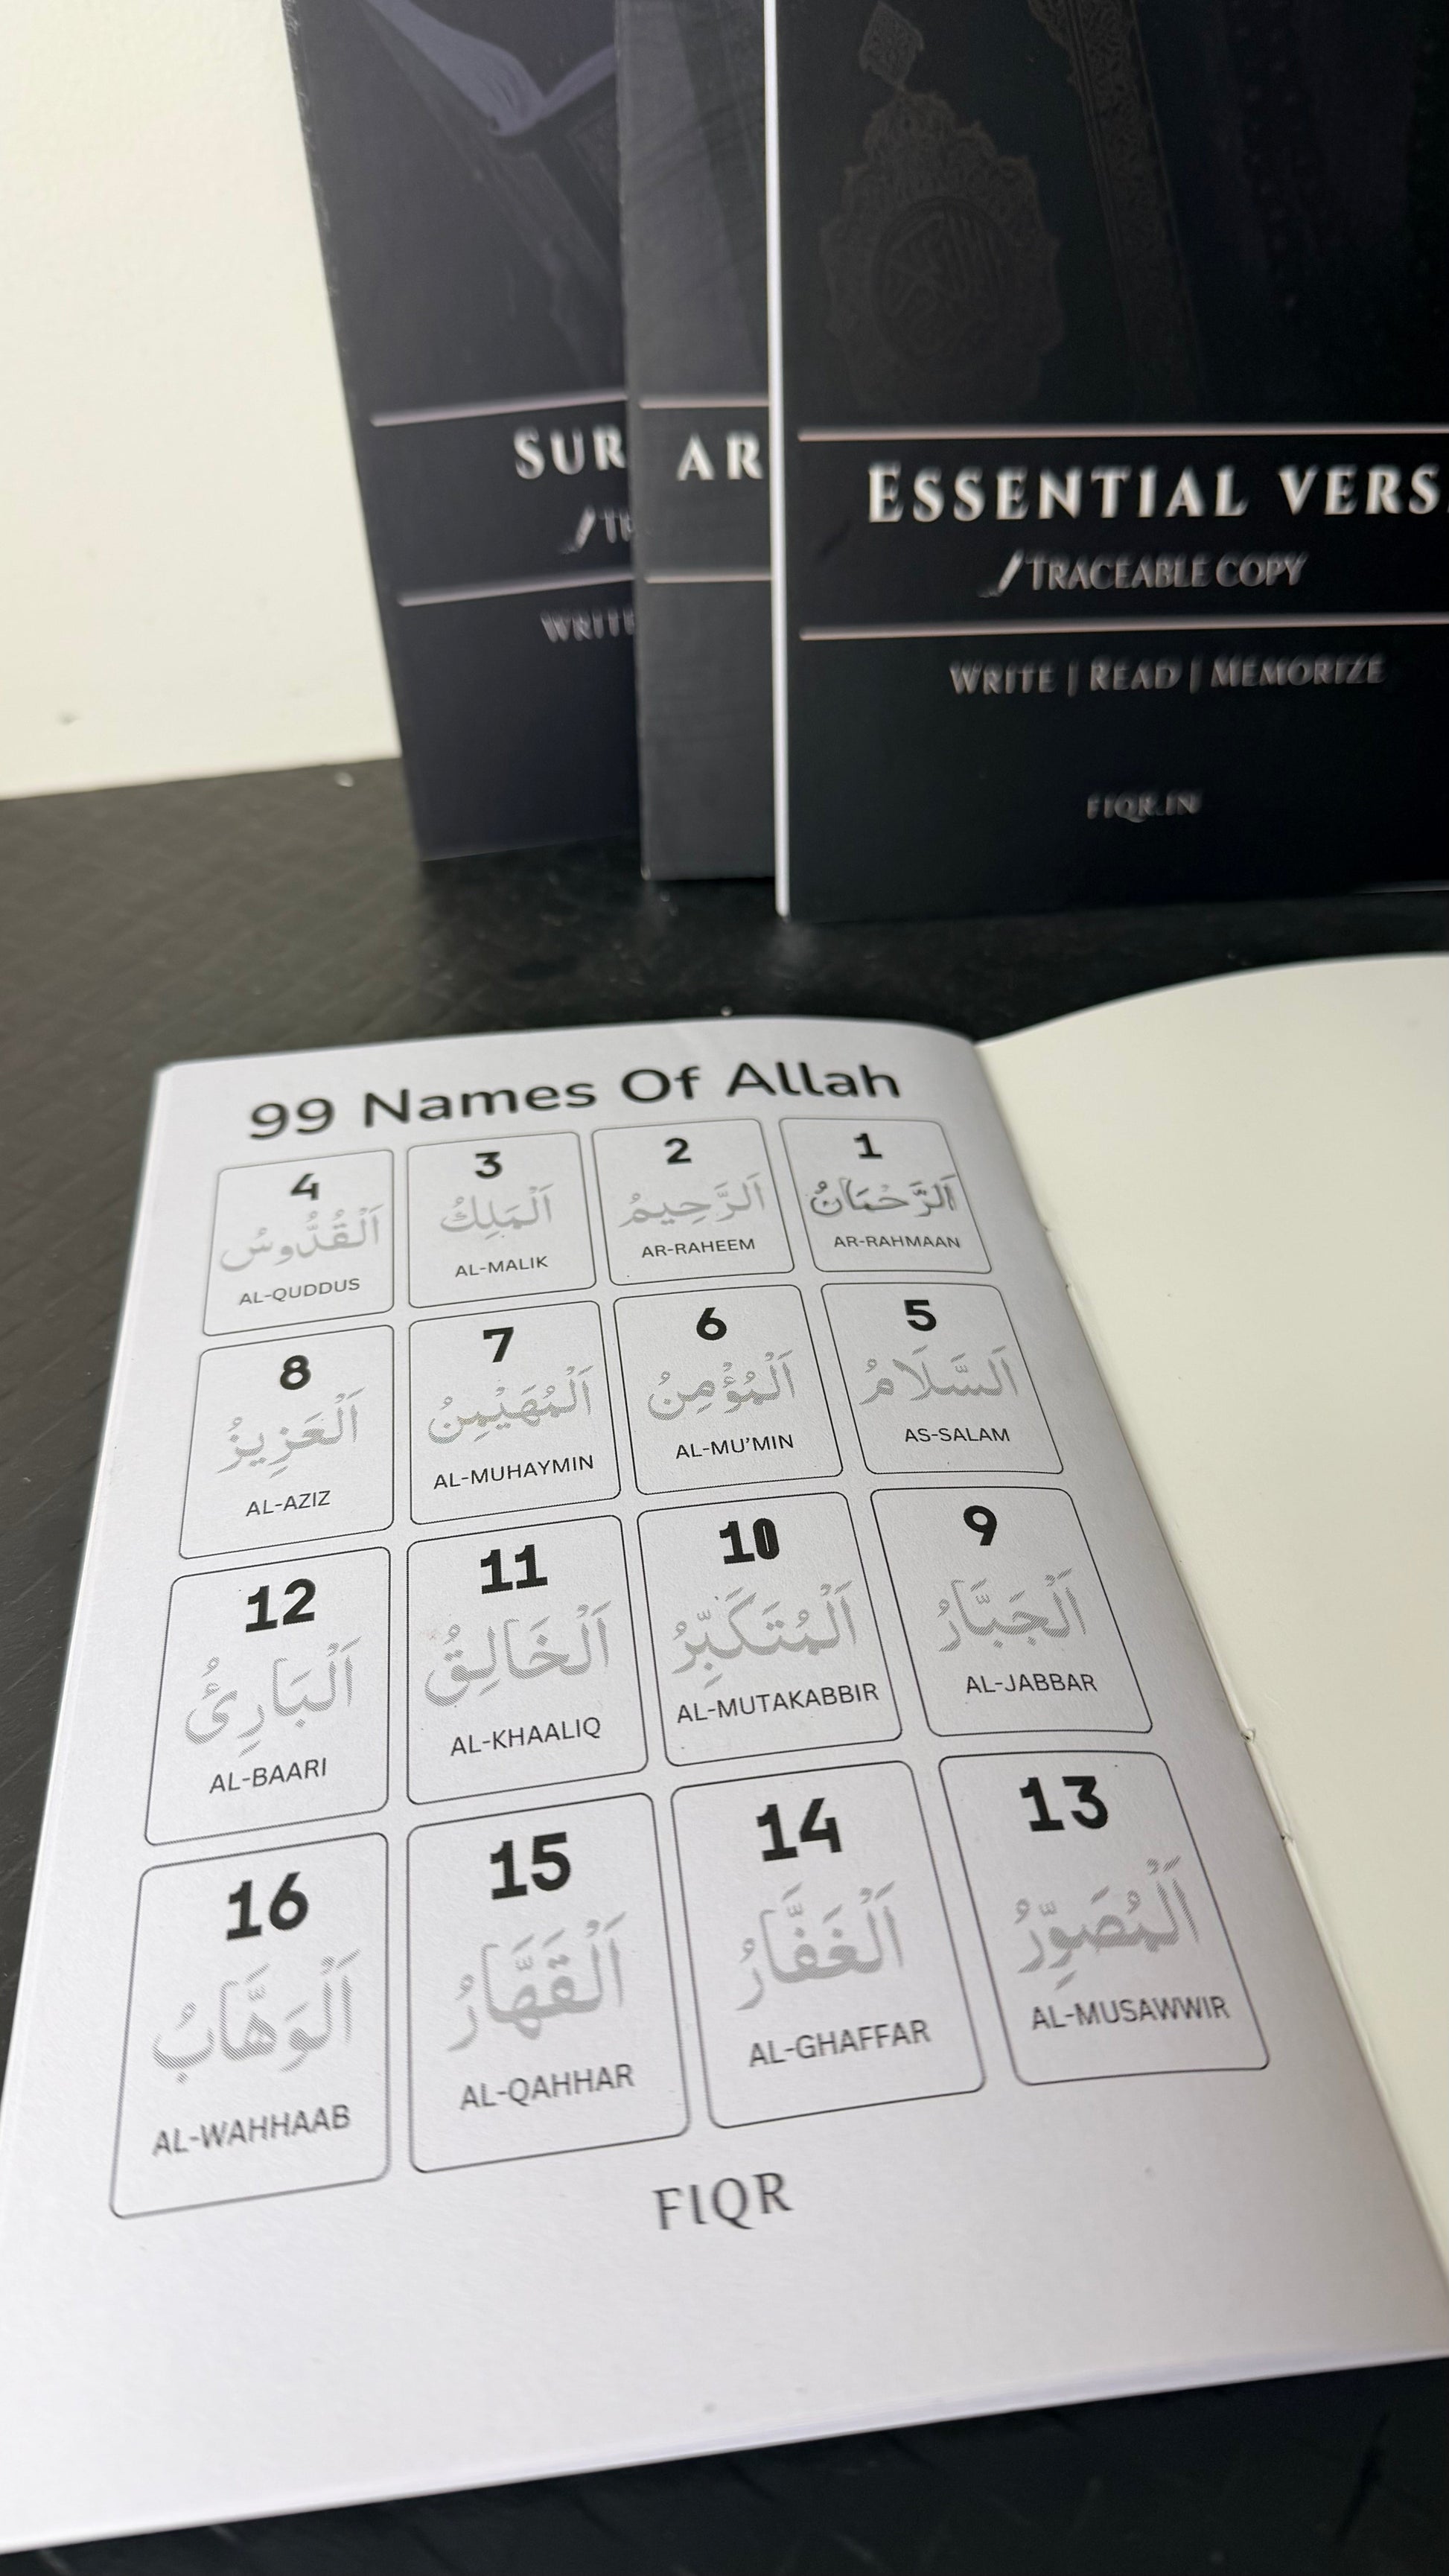 SUR
WRITE
AR
ESSENTIAL VERS
TRACEABLE COPY
WRITE | READ | MEMORIZE
FIQR.IN
99 Names Of Allah
1
اَلرَّحْمَانُ
AR-RAHMAAN
2
اَلرَّحِيمُ
AR-RAHEEM
3
اَلْمَلِكُ
AL-MALIK
4
اَلْقُدُّوسُ
AL-QUDDUS
5
اَلسَّلَامُ
AS-SALAM
6
اَلْمُؤْمِنُ
AL-MU'MIN
7
اَلْمُهَيْمِنُ
AL-MUHAYMIN
8
اَلْعَزِيزُ
AL-AZIZ
9
اَلْجَبَّارُ
AL-JABBAR
10
اَلْمُتَكَبِّرُ
AL-MUTAKABBIR
11
اَلْخَالِقُ
AL-KHAALIQ
12
اَلْبَارِئُ
AL-BAARI
13
اَلْمُصَوِّرُ
AL-MUSAWWIR
14
اَلْغَفَّارُ
AL-GHAFFAR
15
اَلْقَهَّارُ
AL-QAHHAR
16
اَلْوَهَّابُ
AL-WAHHAAB
FIQR